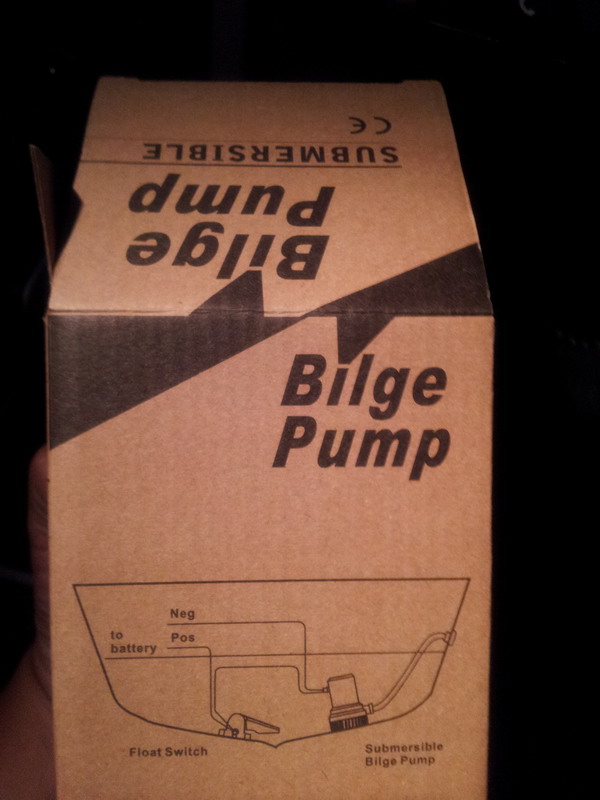 CE
SUBMERSIBLE
Bilge
Pump
Bilge
Pump
Neg
to
battery
Pos
Float Switch
Submersible
Bilge Pump